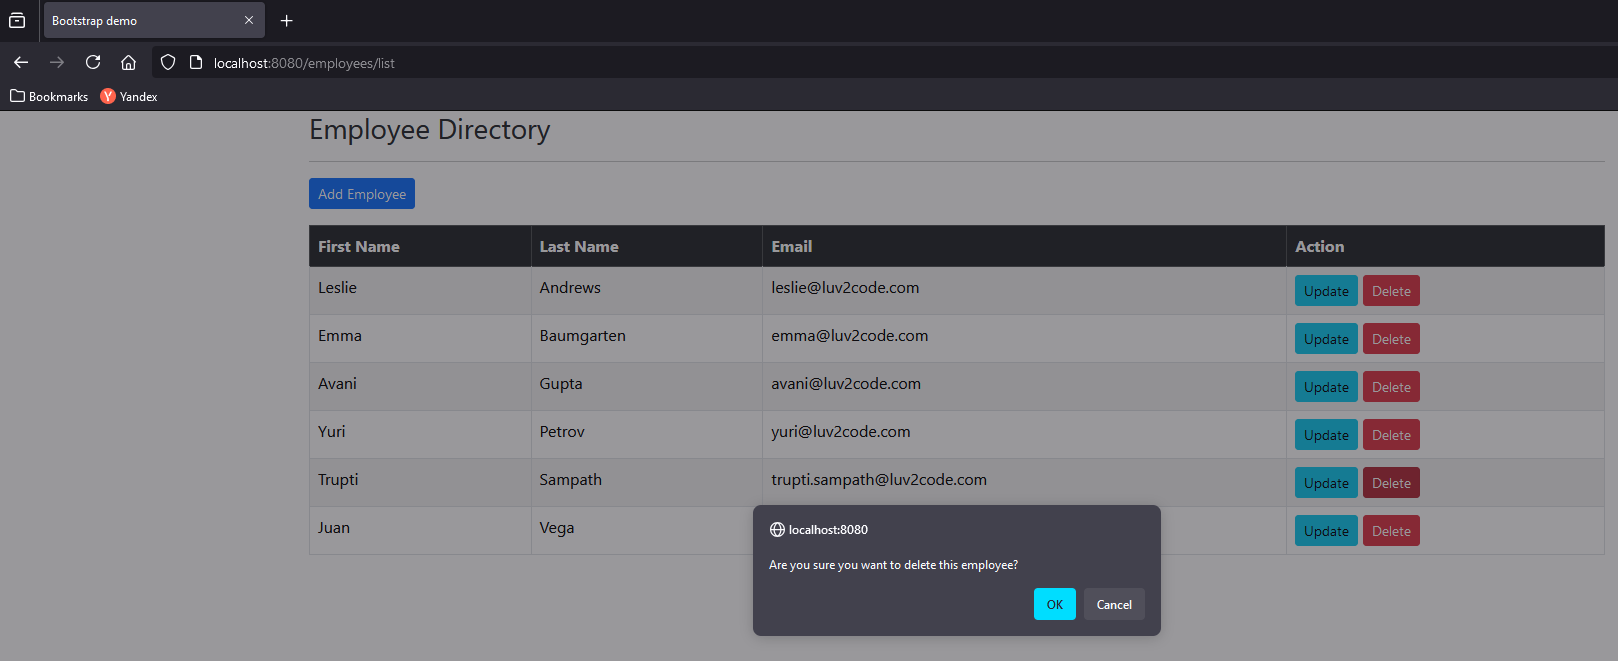 Bootstrap demo
localhost:8080/employees/list
Bookmarks Yandex
Employee Directory
Add Employee
First Name Last Name Email Action
Leslie Andrews leslie@luv2code.com Update Delete
Emma Baumgarten emma@luv2code.com Update Delete
Avani Gupta avani@luv2code.com Update Delete
Yuri Petrov yuri@luv2code.com Update Delete
Trupti Sampath trupti.sampath@luv2code.com Update Delete
Juan Vega Update Delete
localhost:8080
Are you sure you want to delete this employee?
OK Cancel